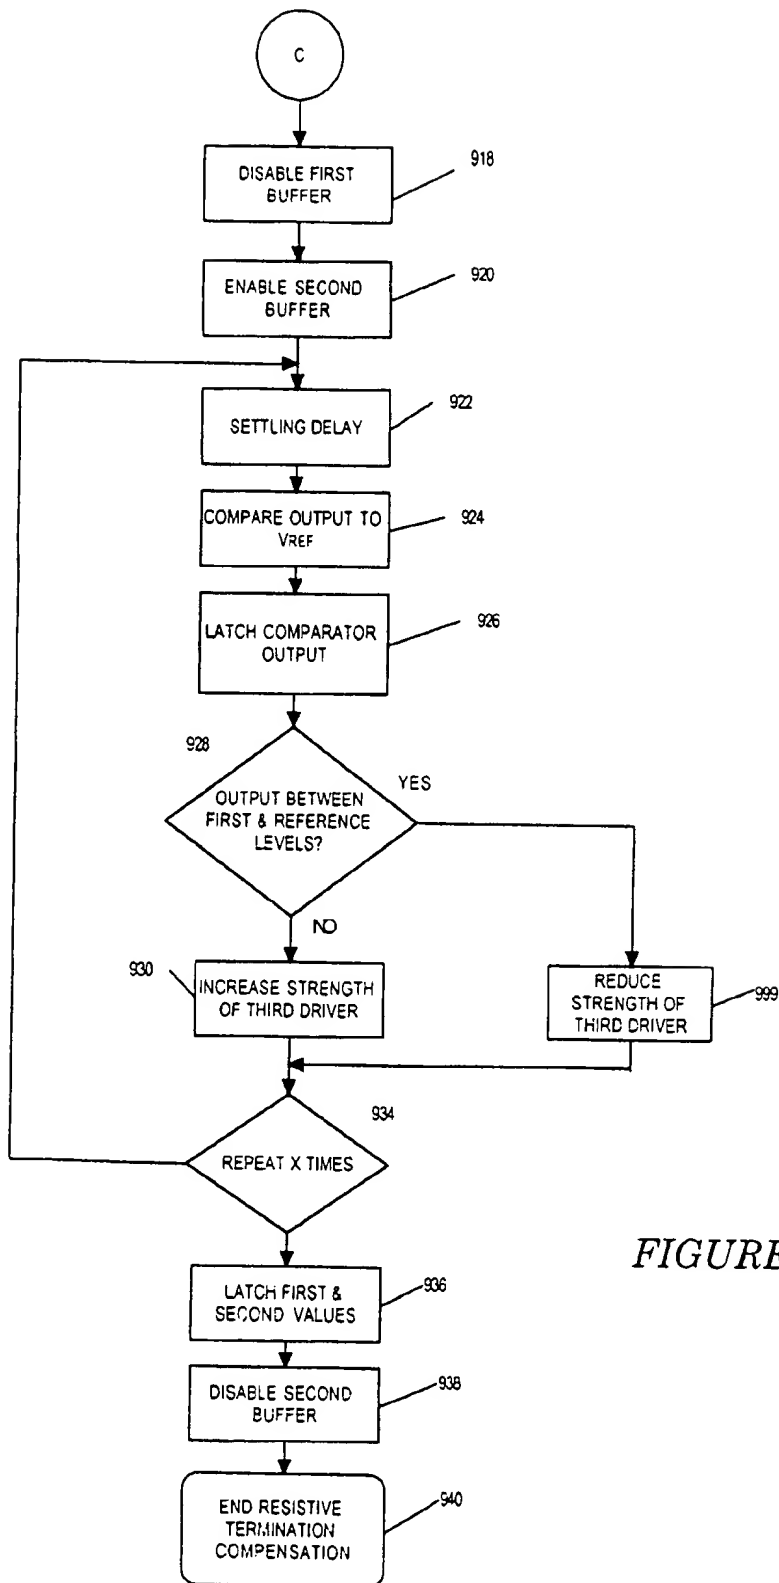 C
DISABLE FIRST
BUFFER
918
ENABLE SECOND
BUFFER
920
SETTLING DELAY
922
COMPARE OUTPUT TO
VREF
924
LATCH COMPARATOR
OUTPUT
926
928
OUTPUT BETWEEN
FIRST & REFERENCE
LEVELS?
YES
NO
930
INCREASE STRENGTH
OF THIRD DRIVER
REDUCE
STRENGTH OF
THIRD DRIVER
999
934
REPEAT X TIMES
FIGURE
LATCH FIRST &
SECOND VALUES
936
DISABLE SECOND
BUFFER
938
END RESISTIVE
TERMINATION
COMPENSATION
940